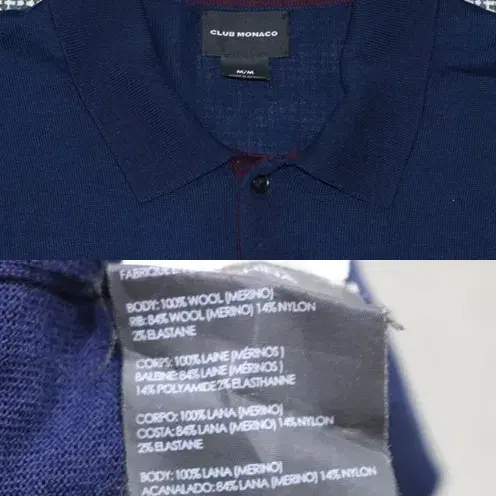 CLUB MONACO
M/M
BODY: 100% WOOL (MERINO)
RIB: 84% WOOL (MERINO) 14% NYLON
2% ELASTANE
CORPS: 100% LAINE (MÉRINOS)
BALEINE: 84% LAINE (MÉRINOS)
14% POLYAMIDE 2% ELASTHANNE
CORPO: 100% LANA (MERINO)
COSTA: 84% LANA (MERINO) 14% NYLON
2% ELASTANE
BODY: 100% LANA (MERINO)
ACANALADO: 84% LANA (MERINO) 14% NYLON